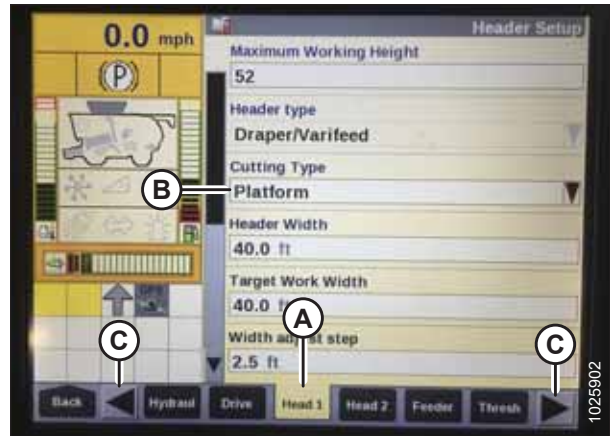 0.0 mph
Header Setup
(P)
Maximum Working Height
52
Header type
Draper/Varifeed
Cutting Type
B
Platform
Header Width
40.0 ft
Target Work Width
40.0 ft
A
Width adjust step
C
C
2.5 ft
Back
Hydraul
Drive
Head 1
Head 2
Feeder
Thresh
1025902